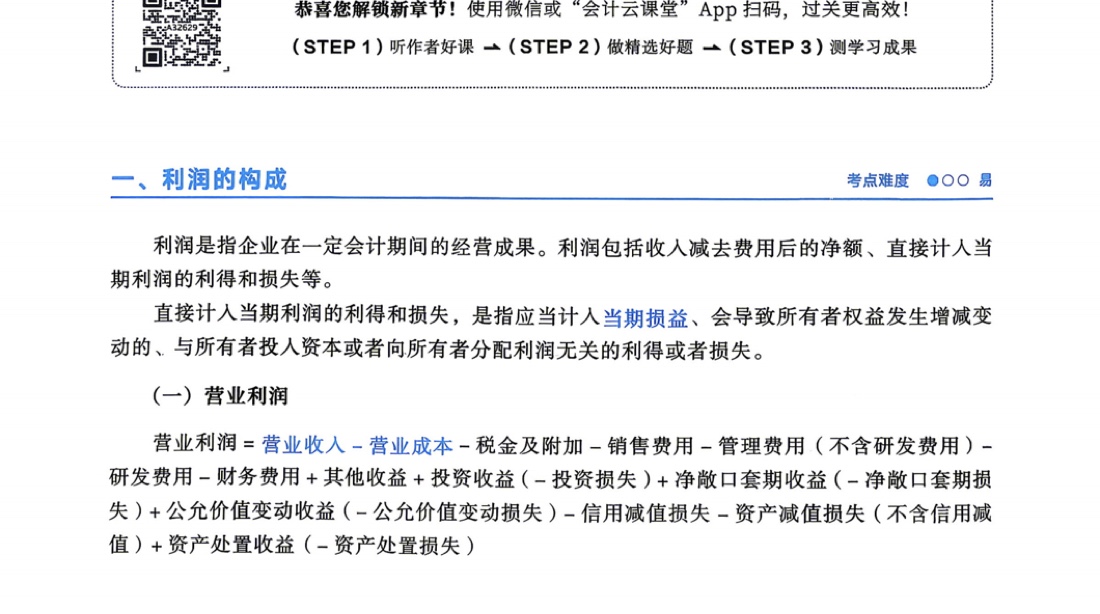 恭喜您解锁新章节！使用微信或“会计云课堂”App 扫码，过关更高效！
A32629
（STEP 1）听作者好课 ⇀（STEP 2）做精选好题 ⇀（STEP 3）测学习成果
一、利润的构成 考点难度 ●○○ 易
利润是指企业在一定会计期间的经营成果。利润包括收入减去费用后的净额、直接计入当
期利润的利得和损失等。
直接计入当期利润的利得和损失，是指应当计入当期损益、会导致所有者权益发生增减变
动的、与所有者投入资本或者向所有者分配利润无关的利得或者损失。
（一）营业利润
营业利润 = 营业收入 – 营业成本 – 税金及附加 – 销售费用 – 管理费用（不含研发费用）–
研发费用 – 财务费用 + 其他收益 + 投资收益（– 投资损失）+ 净敞口套期收益（– 净敞口套期损
失）+ 公允价值变动收益（– 公允价值变动损失）– 信用减值损失 – 资产减值损失（不含信用减
值）+ 资产处置收益（– 资产处置损失）